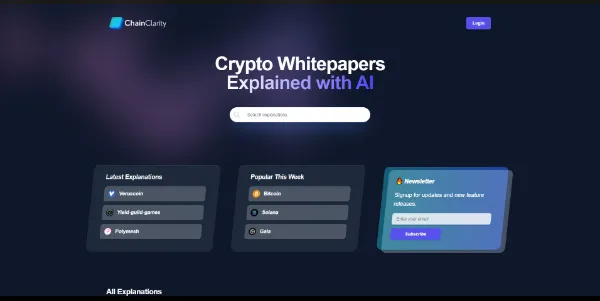 ChainClarity
Login
Crypto Whitepapers
Explained with AI
Search explanations
Latest Explanations
Veruscoin
Yield-guild-games
Polymesh
Popular This Week
Bitcoin
Solana
Gala
🔥 Newsletter
Signup for updates and new feature
releases.
Enter your email
Subscribe
All Explanations